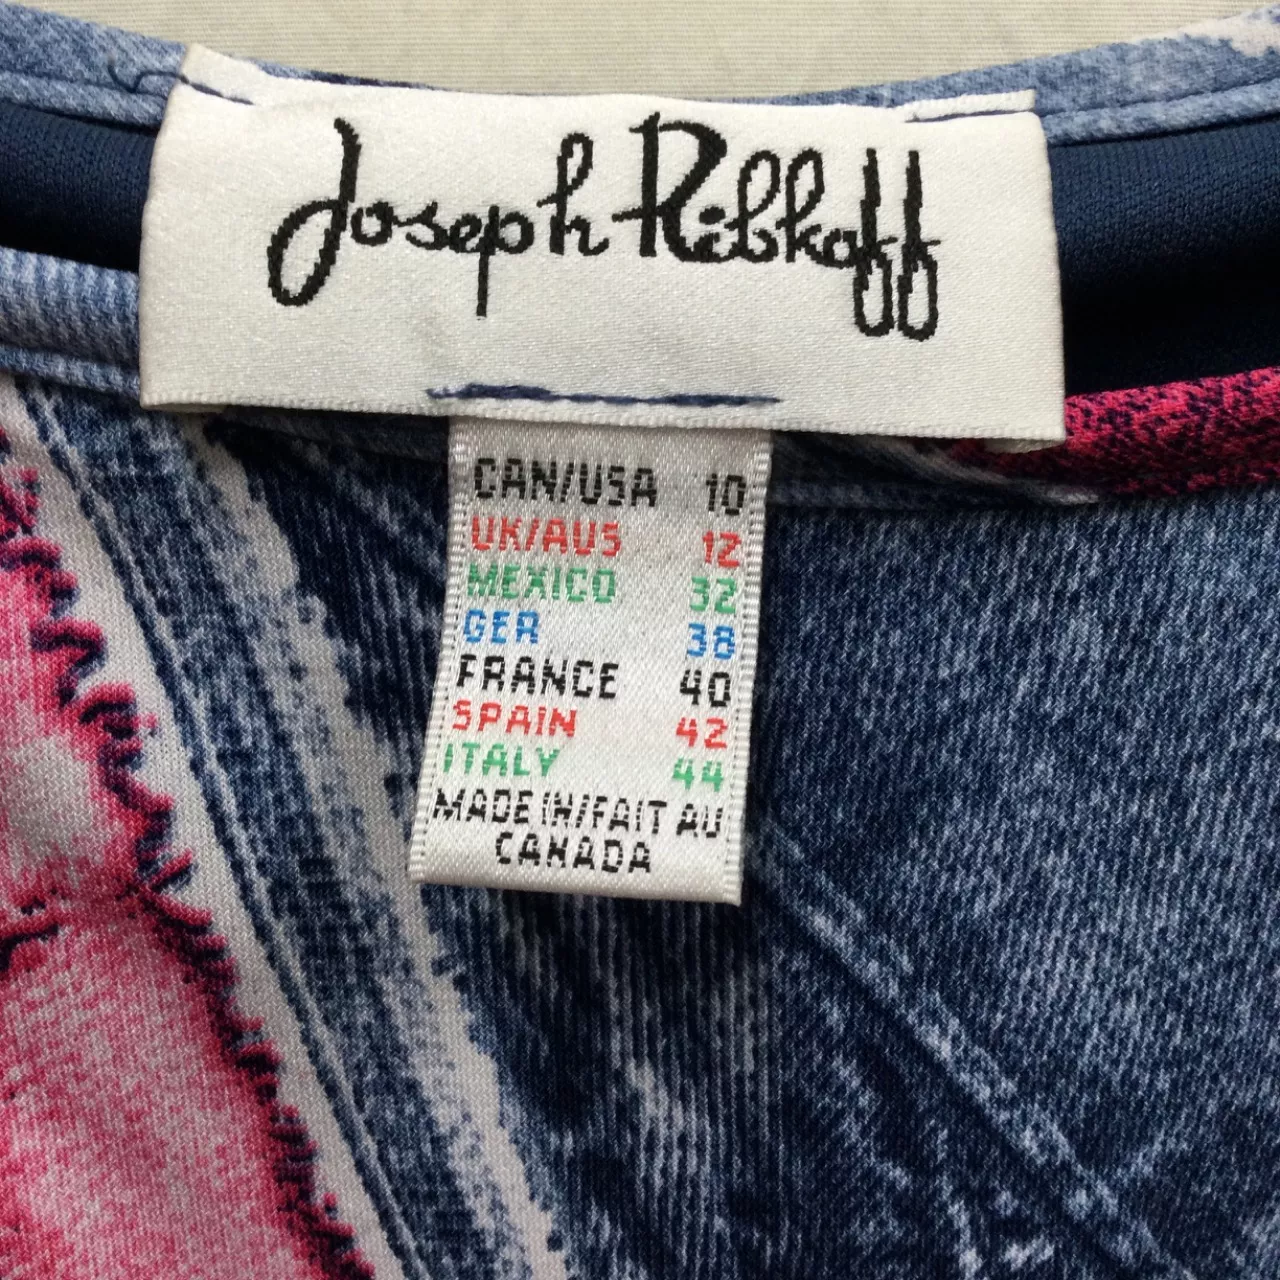 Joseph Ribkoff
CAN/USA 10
UK/AUS 12
MEXICO 32
GER 38
FRANCE 40
SPAIN 42
ITALY 44
MADE IN/FAIT AU
CANADA